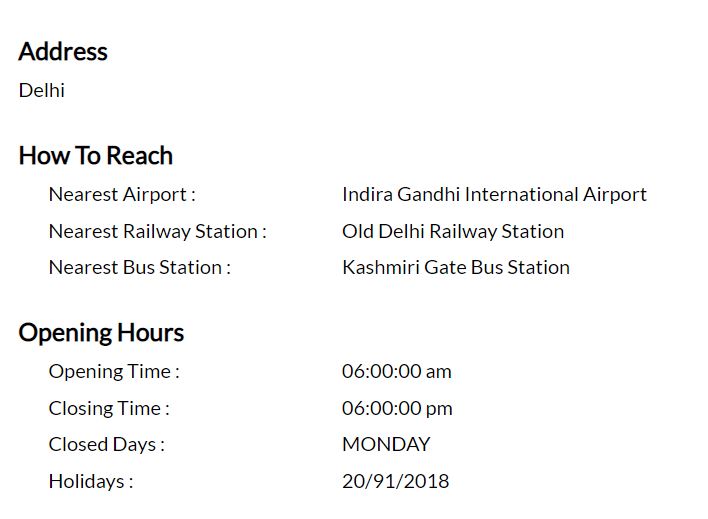 Address
Delhi
How To Reach
Nearest Airport : Indira Gandhi International Airport
Nearest Railway Station : Old Delhi Railway Station
Nearest Bus Station : Kashmiri Gate Bus Station
Opening Hours
Opening Time : 06:00:00 am
Closing Time : 06:00:00 pm
Closed Days : MONDAY
Holidays : 20/91/2018